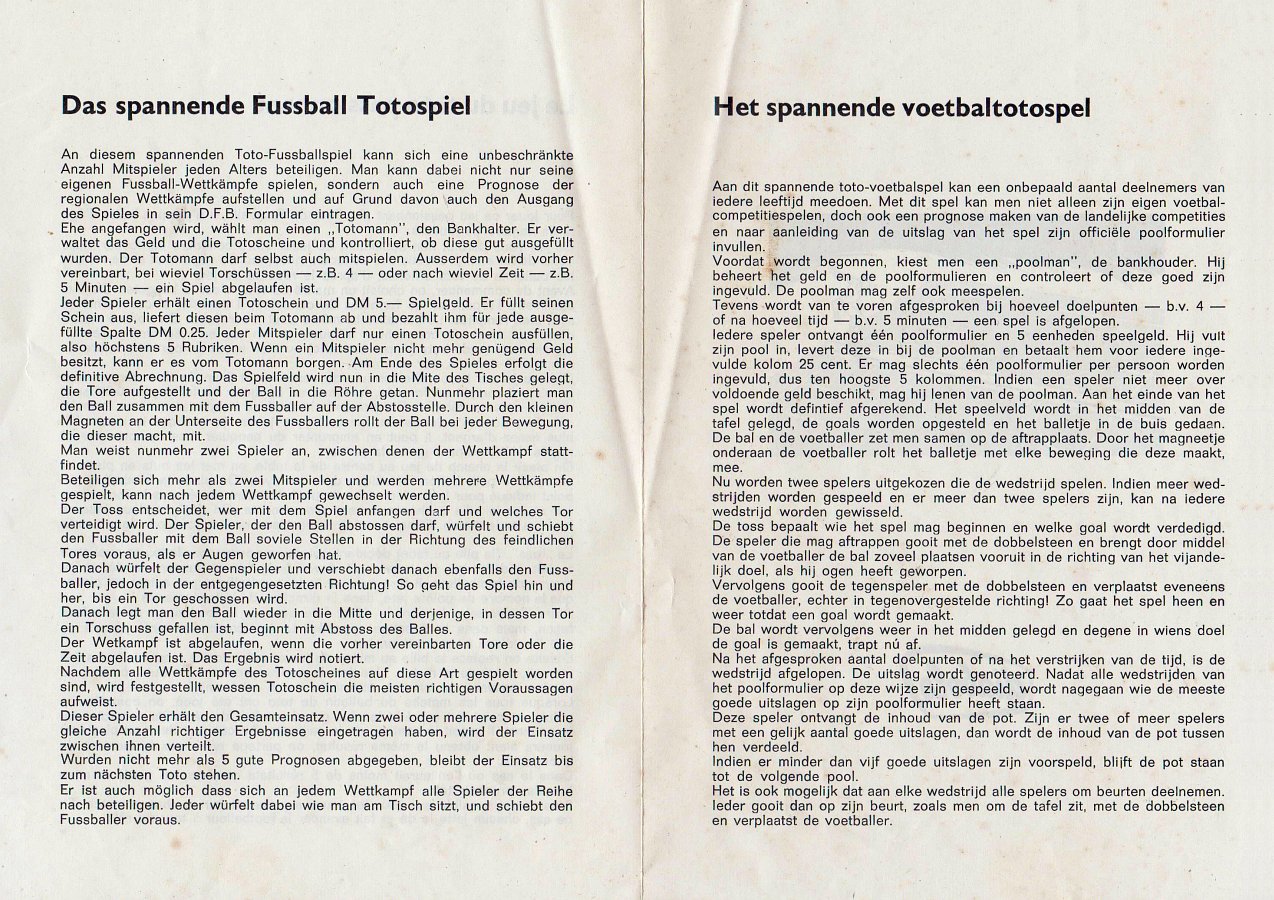 Das spannende Fussball Totospiel
An diesem spannenden Toto-Fussballspiel kann sich eine unbeschränkte
Anzahl Mitspieler jeden Alters beteiligen. Man kann dabei nicht nur seine
eigenen Fussball-Wettkämpfe spielen, sondern auch eine Prognose der
regionalen Wettkämpfe aufstellen und auf Grund davon auch den Ausgang
des Spieles in sein D.F.B. Formular eintragen.
Ehe angefangen wird, wählt man einen „Totomann", den Bankhalter. Er ver-
waltet das Geld und die Totoscheine und kontrolliert, ob diese gut ausgefüllt
wurden. Der Totomann darf selbst auch mitspielen. Ausserdem wird vorher
vereinbart, bei wieviel Torschüssen — z.B. 4 — oder nach wieviel Zeit — z.B.
5 Minuten — ein Spiel abgelaufen ist.
Jeder Spieler erhält einen Totoschein und DM 5.— Spielgeld. Er füllt seinen
Schein aus, liefert diesen beim Totomann ab und bezahlt ihm für jede ausge-
füllte Spalte DM 0.25. Jeder Mitspieler darf nur einen Totoschein ausfüllen,
also höchstens 5 Rubriken. Wenn ein Mitspieler nicht mehr genügend Geld
besitzt, kann er es vom Totomann borgen. Am Ende des Spieles erfolgt die
definitive Abrechnung. Das Spielfeld wird nun in die Mite des Tisches gelegt,
die Tore aufgestellt und der Ball in die Röhre getan. Nunmehr plaziert man
den Ball zusammen mit dem Fussballer auf der Abstosstelle. Durch den kleinen
Magneten an der Unterseite des Fussballers rollt der Ball bei jeder Bewegung,
die dieser macht, mit.
Man weist nunmehr zwei Spieler an, zwischen denen der Wettkampf statt-
findet.
Beteiligen sich mehr als zwei Mitspieler und werden mehrere Wettkämpfe
gespielt, kann nach jedem Wettkampf gewechselt werden.
Der Toss entscheidet, wer mit dem Spiel anfangen darf und welches Tor
verteidigt wird. Der Spieler, der den Ball abstossen darf, würfelt und schiebt
den Fussballer mit dem Ball soviele Stellen in der Richtung des feindlichen
Tores voraus, als er Augen geworfen hat.
Danach würfelt der Gegenspieler und verschiebt danach ebenfalls den Fuss-
baller, jedoch in der entgegengesetzten Richtung! So geht das Spiel hin und
her, bis ein Tor geschossen wird.
Danach legt man den Ball wieder in die Mitte und derjenige, in dessen Tor
ein Torschuss gefallen ist, beginnt mit Abstoss des Balles.
Der Wetkampf ist abgelaufen, wenn die vorher vereinbarten Tore oder die
Zeit abgelaufen ist. Das Ergebnis wird notiert.
Nachdem alle Wettkämpfe des Totoscheines auf diese Art gespielt worden
sind, wird festgestellt, wessen Totoschein die meisten richtigen Voraussagen
aufweist.
Dieser Spieler erhält den Gesamteinsatz. Wenn zwei oder mehrere Spieler die
gleiche Anzahl richtiger Ergebnisse eingetragen haben, wird der Einsatz
zwischen ihnen verteilt.
Wurden nicht mehr als 5 gute Prognosen abgegeben, bleibt der Einsatz bis
zum nächsten Toto stehen.
Er ist auch möglich dass sich an jedem Wettkampf alle Spieler der Reihe
nach beteiligen. Jeder würfelt dabei wie man am Tisch sitzt, und schiebt den
Fussballer voraus.
Het spannende voetbaltotospel
Aan dit spannende toto-voetbalspel kan een onbepaald aantal deelnemers van
iedere leeftijd meedoen. Met dit spel kan men niet alleen zijn eigen voetbal-
competitiespelen, doch ook een prognose maken van de landelijke competities
en naar aanleiding van de uitslag van het spel zijn officiële poolformulier
invullen.
Voordat wordt begonnen, kiest men een „poolman", de bankhouder. Hij
beheert het geld en de poolformulieren en controleert of deze goed zijn
ingevuld. De poolman mag zelf ook meespelen.
Tevens wordt van te voren afgesproken bij hoeveel doelpunten — b.v. 4 —
of na hoeveel tijd — b.v. 5 minuten — een spel is afgelopen.
Iedere speler ontvangt één poolformulier en 5 eenheden speelgeld. Hij vult
zijn pool in, levert deze in bij de poolman en betaalt hem voor iedere inge-
vulde kolom 25 cent. Er mag slechts één poolformulier per persoon worden
ingevuld, dus ten hoogste 5 kolommen. Indien een speler niet meer over
voldoende geld beschikt, mag hij lenen van de poolman. Aan het einde van het
spel wordt defintief afgerekend. Het speelveld wordt in het midden van de
tafel gelegd, de goals worden opgesteld en het balletje in de buis gedaan.
De bal en de voetballer zet men samen op de aftrapplaats. Door het magneetje
onderaan de voetballer rolt het balletje met elke beweging die deze maakt,
mee.
Nu worden twee spelers uitgekozen die de wedstrijd spelen. Indien meer wed-
strijden worden gespeeld en er meer dan twee spelers zijn, kan na iedere
wedstrijd worden gewisseld.
De toss bepaalt wie het spel mag beginnen en welke goal wordt verdedigd.
De speler die mag aftrappen gooit met de dobbelsteen en brengt door middel
van de voetballer de bal zoveel plaatsen vooruit in de richting van het vijande-
lijk doel, als hij ogen heeft geworpen.
Vervolgens gooit de tegenspeler met de dobbelsteen en verplaatst eveneens
de voetballer, echter in tegenovergestelde richting! Zo gaat het spel heen en
weer totdat een goal wordt gemaakt.
De bal wordt vervolgens weer in het midden gelegd en degene in wiens doel
de goal is gemaakt, trapt nú af.
Na het afgesproken aantal doelpunten of na het verstrijken van de tijd, is de
wedstrijd afgelopen. De uitslag wordt genoteerd. Nadat alle wedstrijden van
het poolformulier op deze wijze zijn gespeeld, wordt nagegaan wie de meeste
goede uitslagen op zijn poolformulier heeft staan.
Deze speler ontvangt de inhoud van de pot. Zijn er twee of meer spelers
met een gelijk aantal goede uitslagen, dan wordt de inhoud van de pot tussen
hen verdeeld.
Indien er minder dan vijf goede uitslagen zijn voorspeld, blijft de pot staan
tot de volgende pool.
Het is ook mogelijk dat aan elke wedstrijd alle spelers om beurten deelnemen.
Ieder gooit dan op zijn beurt, zoals men om de tafel zit, met de dobbelsteen
en verplaatst de voetballer.